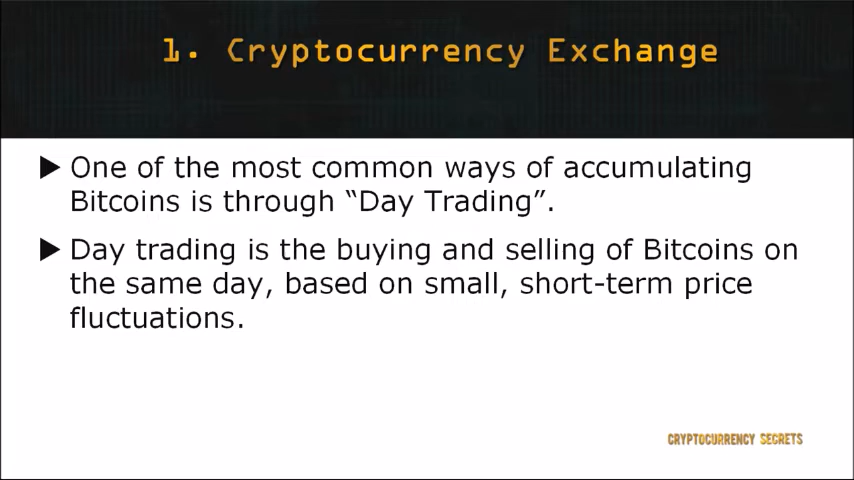 1. Cryptocurrency Exchange
▶ One of the most common ways of accumulating
Bitcoins is through “Day Trading”.
▶ Day trading is the buying and selling of Bitcoins on
the same day, based on small, short-term price
fluctuations.
CRYPTOCURRENCY SECRETS